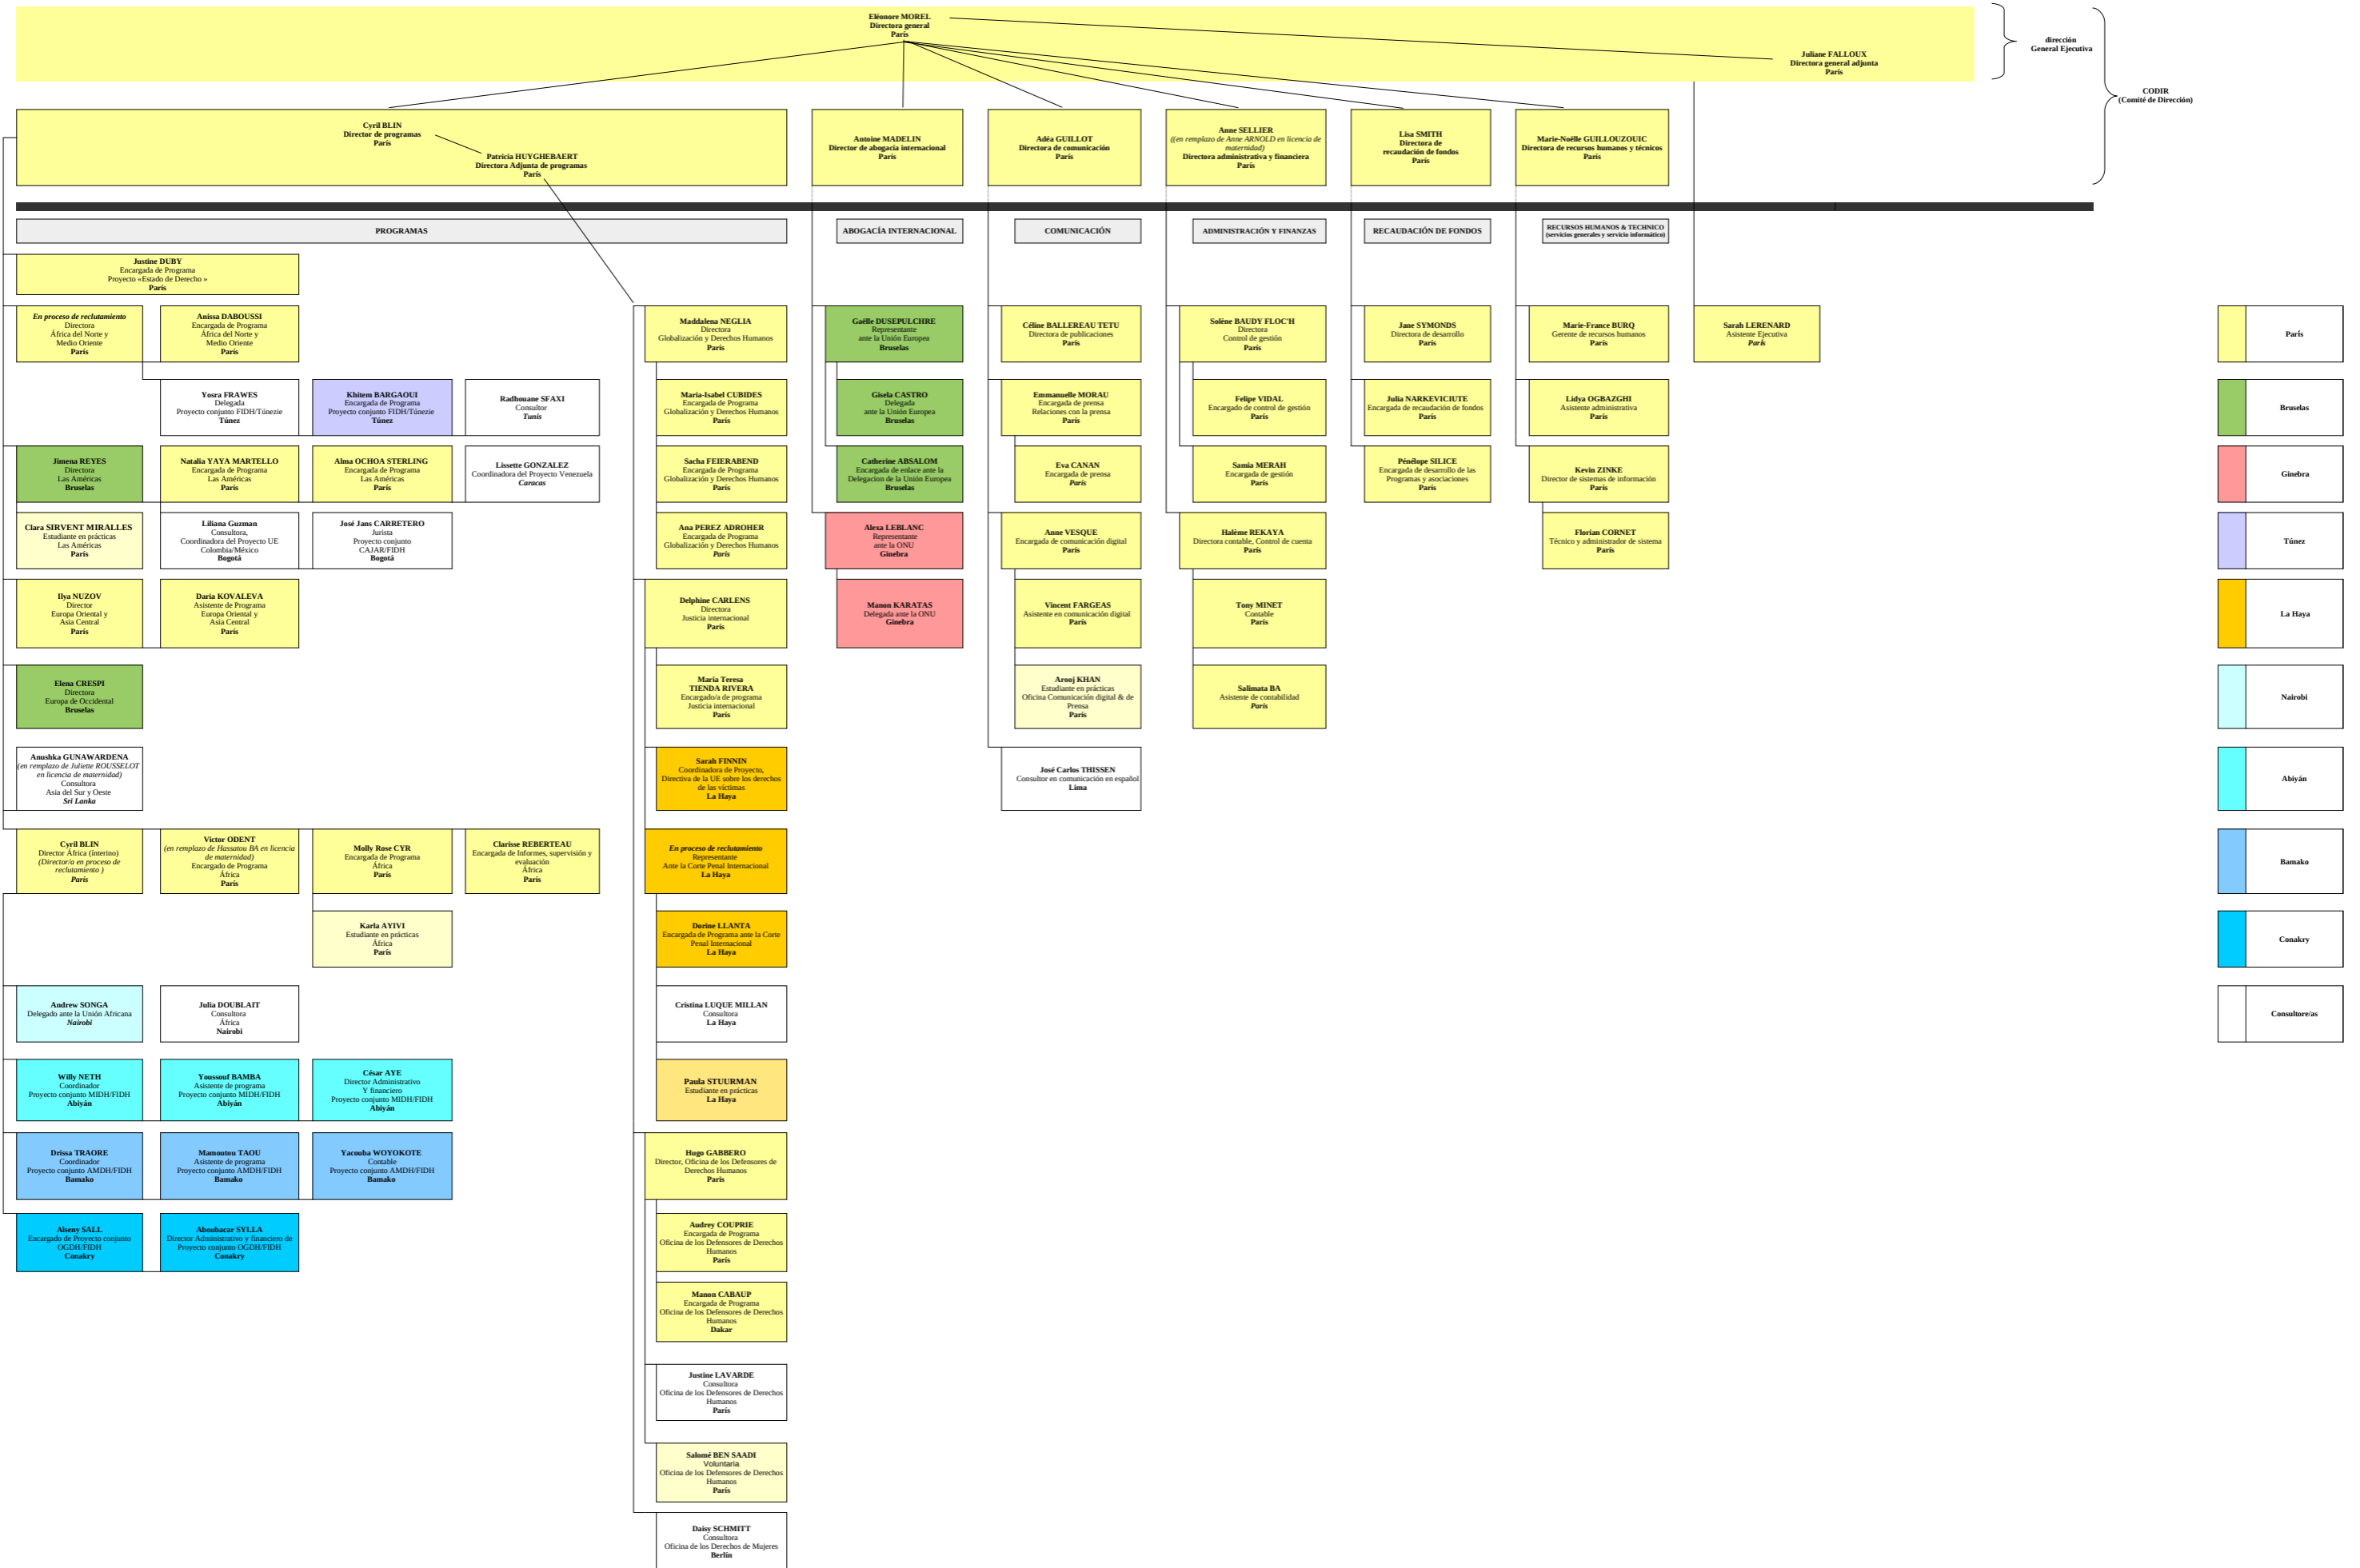 Eléonore MOREL
Directora general
París
Juliane FALLOUX
Directora general adjunta
París
dirección
General Ejecutiva
CODIR
(Comité de Dirección)
Cyril BLIN
Director de programas
París
Patricia HUYGHEBAERT
Directora Adjunta de programas
París
Antoine MADELIN
Director de abogacía internacional
París
Adéa GUILLOT
Directora de comunicación
París
Anne SELLIER
((en remplazo de Anne ARNOLD en licencia de
maternidad)
Directora administrativa y financiera
París
Lisa SMITH
Directora de
recaudación de fondos
París
Marie-Noëlle GUILLOUZOUIC
Directora de recursos humanos y técnicos
París
PROGRAMAS
ABOGACÍA INTERNACIONAL
COMUNICACIÓN
ADMINISTRACIÓN Y FINANZAS
RECAUDACIÓN DE FONDOS
RECURSOS HUMANOS & TECHNICO
(servicios generales y servicio informático)
Justine DUBY
Encargada de Programa
Proyecto «Estado de Derecho »
París
En proceso de reclutamiento
Directora
África del Norte y
Medio Oriente
París
Anissa DABOUSSI
Encargada de Programa
África del Norte y
Medio Oriente
París
Maddalena NEGLIA
Directora
Globalización y Derechos Humanos
París
Gaëlle DUSEPULCHRE
Representante
ante la Unión Europea
Bruselas
Céline BALLEREAU TETU
Directora de publicaciones
París
Solène BAUDY FLOC'H
Directora
Control de gestión
París
Jane SYMONDS
Directora de desarrollo
París
Marie-France BURQ
Gerente de recursos humanos
París
Sarah LERENARD
Asistente Ejecutiva
París
París
Yosra FRAWES
Delegada
Proyecto conjunto FIDH/Túnezie
Túnez
Khitem BARGAOUI
Encargada de Programa
Proyecto conjunto FIDH/Túnezie
Túnez
Radhouane SFAXI
Consultor
Tunis
Maria-Isabel CUBIDES
Encargada de Programa
Globalización y Derechos Humanos
París
Gisela CASTRO
Delegada
ante la Unión Europea
Bruselas
Emmanuelle MORAU
Encargada de prensa
Relaciones con la prensa
París
Felipe VIDAL
Encargado de control de gestión
París
Julia NARKEVICIUTE
Encargada de recaudación de fondos
París
Lidya OGBAZGHI
Asistente administrativa
París
Bruselas
Jimena REYES
Directora
Las Américas
Bruselas
Natalia YAYA MARTELLO
Encargada de Programa
Las Américas
París
Alma OCHOA STERLING
Encargada de Programa
Las Américas
París
Lissette GONZALEZ
Coordinadora del Proyecto Venezuela
Caracas
Sacha FEIERABEND
Encargada de Programa
Globalización y Derechos Humanos
París
Catherine ABSALOM
Encargada de enlace ante la
Delegacion de la Unión Europea
Bruselas
Eva CANAN
Encargada de prensa
París
Samia MERAH
Encargada de gestión
París
Pénélope SILICE
Encargada de desarrollo de las
Programas y asociaciones
París
Kevin ZINKE
Director de sistemas de información
París
Ginebra
Clara SIRVENT MIRALLES
Estudiante en prácticas
Las Américas
París
Liliana Guzman
Consultora,
Coordinadora del Proyecto UE
Colombia/México
Bogotá
José Jans CARRETERO
Jurista
Proyecto conjunto
CAJAR/FIDH
Bogotá
Ana PEREZ ADROHER
Encargada de Programa
Globalización y Derechos Humanos
París
Alexa LEBLANC
Representante
ante la ONU
Ginebra
Anne VESQUE
Encargada de comunicación digital
París
Halème REKAYA
Directora contable, Control de cuenta
París
Florian CORNET
Técnico y administrador de sistema
París
Túnez
Ilya NUZOV
Director
Europa Oriental y
Asia Central
París
Daria KOVALEVA
Asistente de Programa
Europa Oriental y
Asia Central
París
Delphine CARLENS
Directora
Justicia internacional
París
Manon KARATAS
Delegada ante la ONU
Ginebra
Vincent FARGEAS
Asistente en comunicación digital
París
Tony MINET
Contable
París
La Haya
Elena CRESPI
Directora
Europa de Occidental
Bruselas
Maria Teresa
TIENDA RIVERA
Encargado/a de programa
Justicia internacional
París
Arooj KHAN
Estudiante en prácticas
Oficina Comunicación digital & de
Prensa
París
Salimata BA
Asistente de contabilidad
París
Nairobi
Anushka GUNAWARDENA
(en remplazo de Juliette ROUSSELOT
en licencia de maternidad)
Consultora
Asia del Sur y Oeste
Sri Lanka
Sarah FINNIN
Coordinadora de Proyecto,
Directiva de la UE sobre los derechos
de las víctimas
La Haya
José Carlos THISSEN
Consultor en comunicación en español
Lima
Abiyán
Cyril BLIN
Director África (interino)
(Director/a en proceso de
reclutamiento )
París
Victor ODENT
(en remplazo de Hassatou BA en licencia
de maternidad)
Encargado de Programa
África
París
Molly Rose CYR
Encargada de Programa
África
París
Clarisse REBERTEAU
Encargada de Informes, supervisión y
evaluación
África
París
En proceso de reclutamiento
Representante
Ante la Corte Penal Internacional
La Haya
Bamako
Karla AYIVI
Estudiante en prácticas
África
París
Dorine LLANTA
Encargada de Programa ante la Corte
Penal Internacional
La Haya
Conakry
Andrew SONGA
Delegado ante la Unión Africana
Nairobi
Julia DOUBLAIT
Consultora
África
Nairobi
Cristina LUQUE MILLAN
Consultora
La Haya
Consultore/as
Willy NETH
Coordinador
Proyecto conjunto MIDH/FIDH
Abiyán
Youssouf BAMBA
Asistente de programa
Proyecto conjunto MIDH/FIDH
Abiyán
César AYE
Director Administrativo
Y financiero
Proyecto conjunto MIDH/FIDH
Abiyán
Paula STUURMAN
Estudiante en prácticas
La Haya
Drissa TRAORE
Coordinador
Proyecto conjunto AMDH/FIDH
Bamako
Mamoutou TAOU
Asistente de programa
Proyecto conjunto AMDH/FIDH
Bamako
Yacouba WOYOKOTE
Contable
Proyecto conjunto AMDH/FIDH
Bamako
Hugo GABBERO
Director, Oficina de los Defensores de
Derechos Humanos
París
Alseny SALL
Encargado de Proyecto conjunto
OGDH/FIDH
Conakry
Aboubacar SYLLA
Director Administrativo y financiero de
Proyecto conjunto OGDH/FIDH
Conakry
Audrey COUPRIE
Encargada de Programa
Oficina de los Defensores de Derechos
Humanos
París
Manon CABAUP
Encargada de Programa
Oficina de los Defensores de Derechos
Humanos
Dakar
Justine LAVARDE
Consultora
Oficina de los Defensores de Derechos
Humanos
París
Salomé BEN SAADI
Voluntaria
Oficina de los Defensores de Derechos
Humanos
París
Daisy SCHMITT
Consultora
Oficina de los Derechos de Mujeres
Berlín